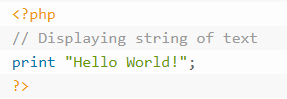 <?php
// Displaying string of text
print "Hello World!";
?>